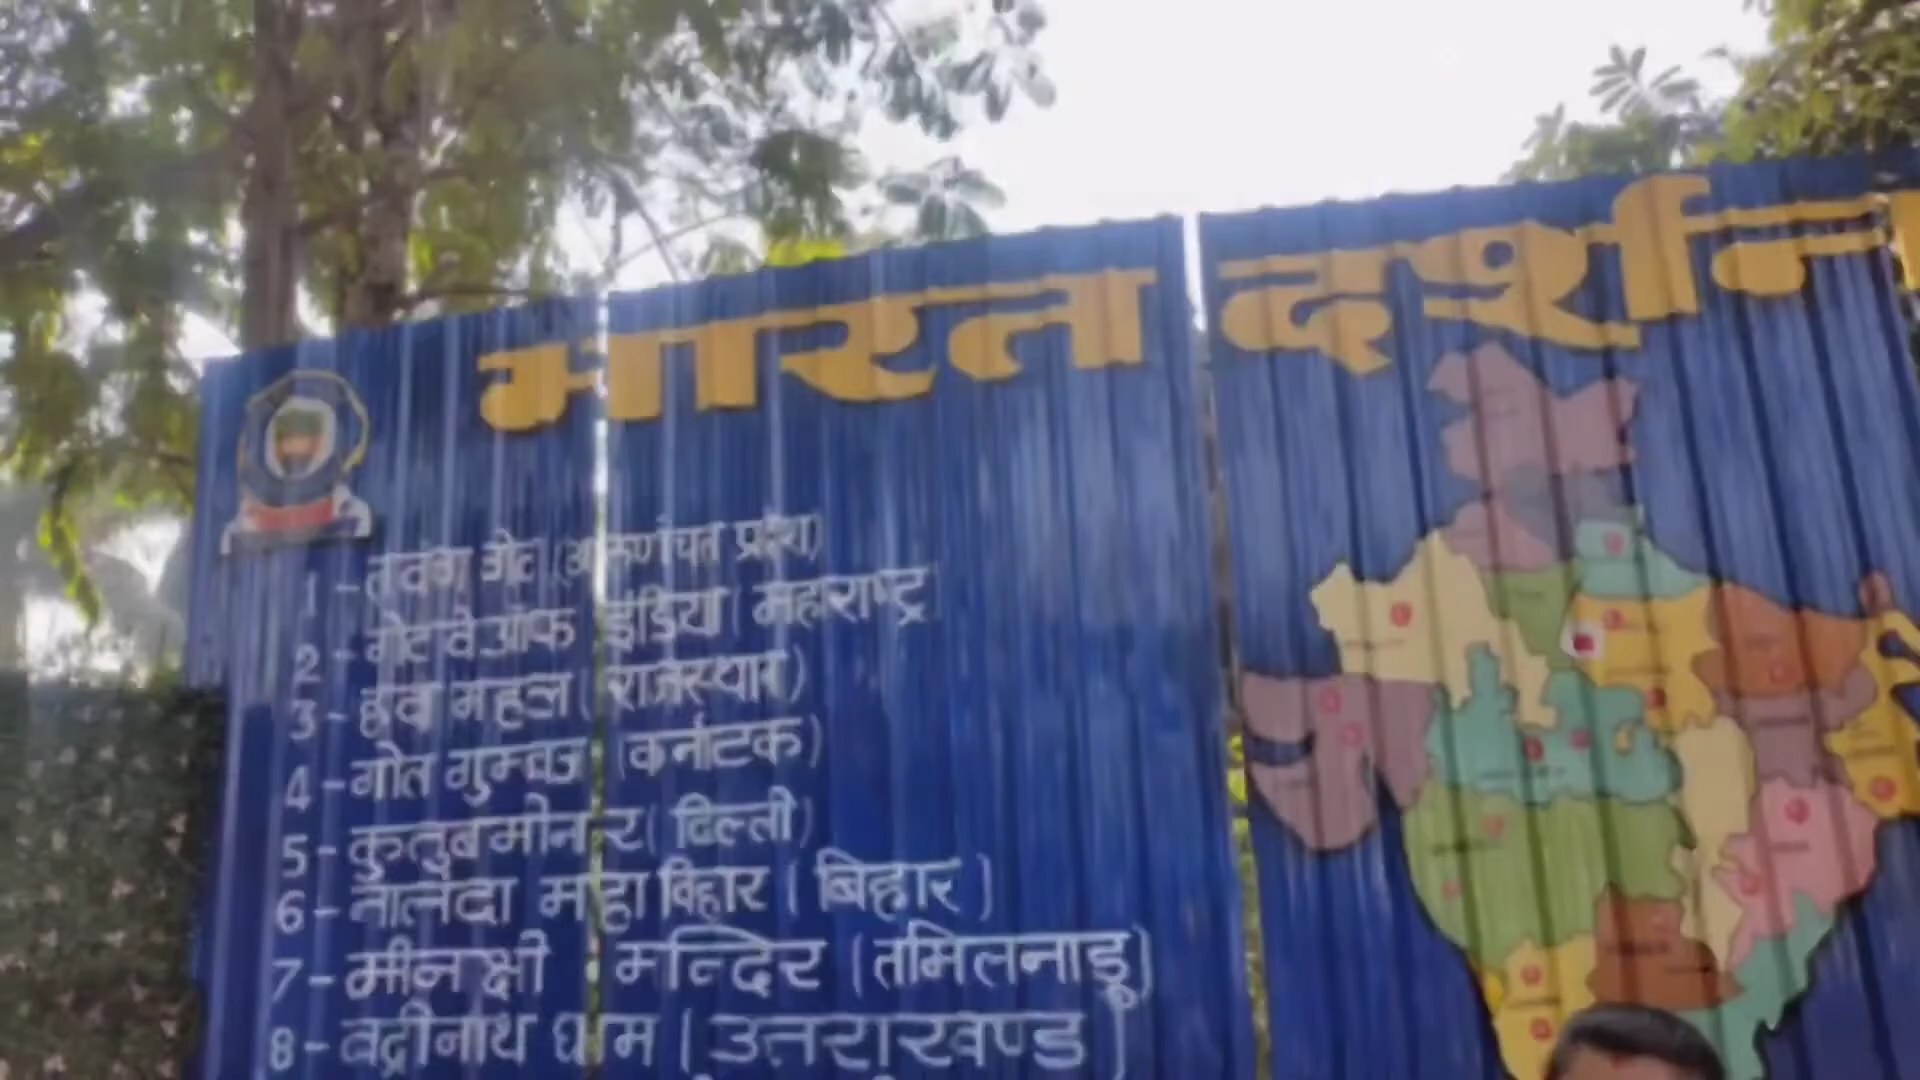 भारत दर्शन
1 - तवांग गेट (अरूणांचल प्रदेश)
2 - गेट वे ऑफ इंडिया (महाराष्ट्र)
3 - हवा महल (राजस्थान)
4 - गोल गुम्बज (कर्नाटक)
5 - कुतुबमीनार (दिल्ली)
6 - नालंदा महा विहार (बिहार)
7 - मीनाक्षी मन्दिर (तमिलनाडू)
8 - बद्रीनाथ धाम (उत्तराखण्ड)